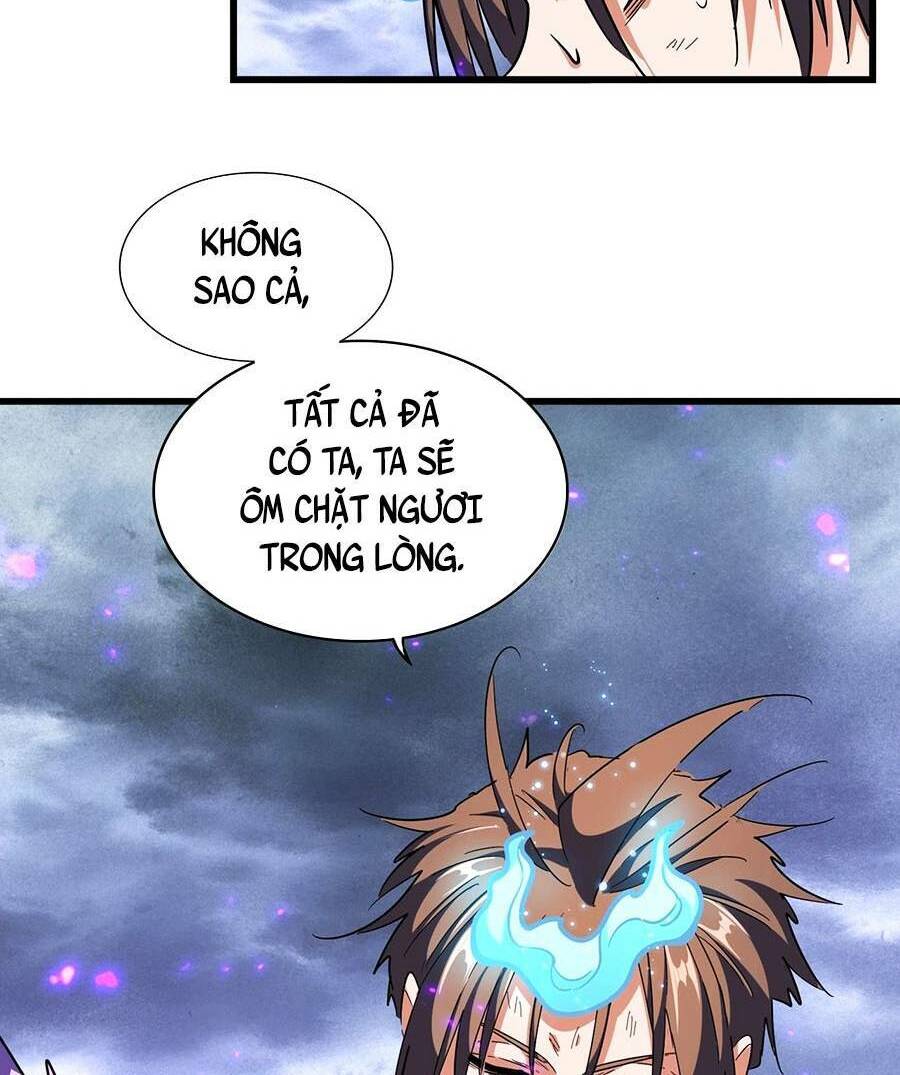 KHÔNG
SAO CẢ,
TẤT CẢ ĐÃ
CÓ TA, TA SẼ
ÔM CHẶT NGƯƠI
TRONG LÒNG.